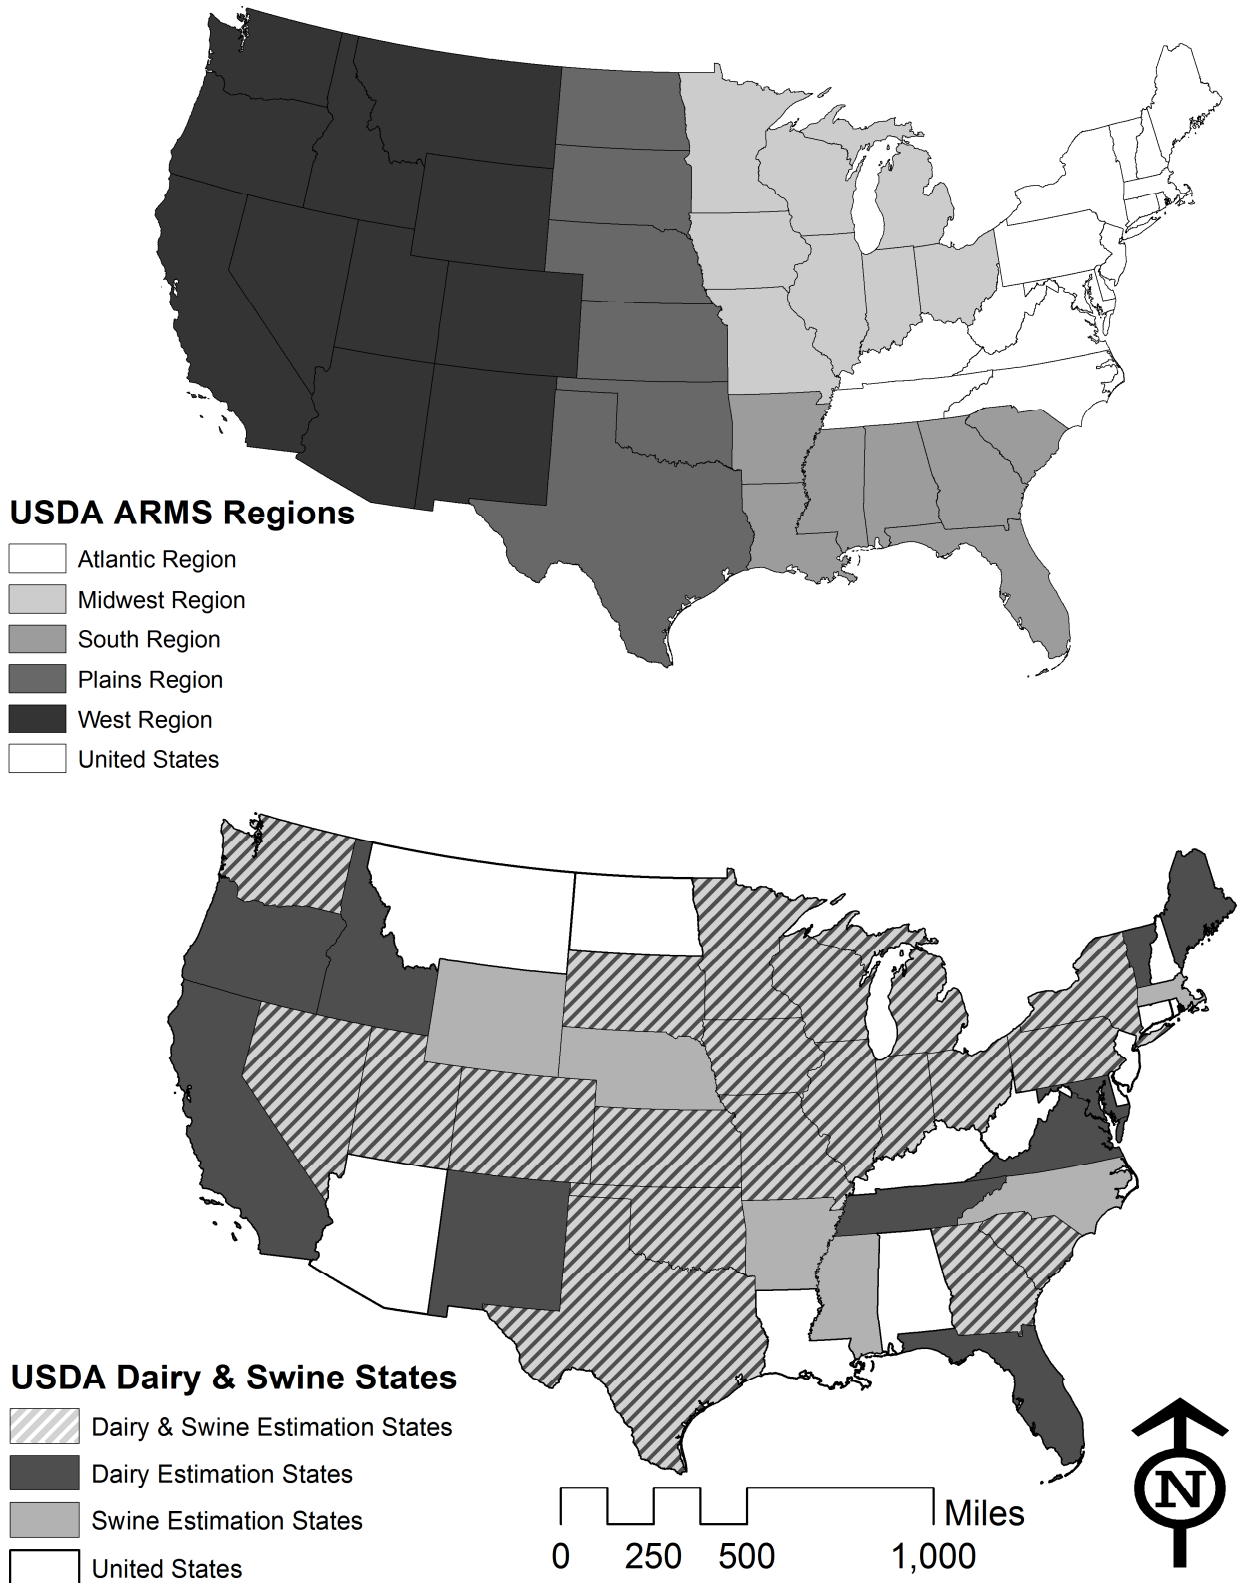 USDA ARMS Regions
Atlantic Region
Midwest Region
South Region
Plains Region
West Region
United States
USDA Dairy & Swine States
Dairy & Swine Estimation States
Dairy Estimation States
Swine Estimation States
United States
Miles
0 250 500 1,000
N